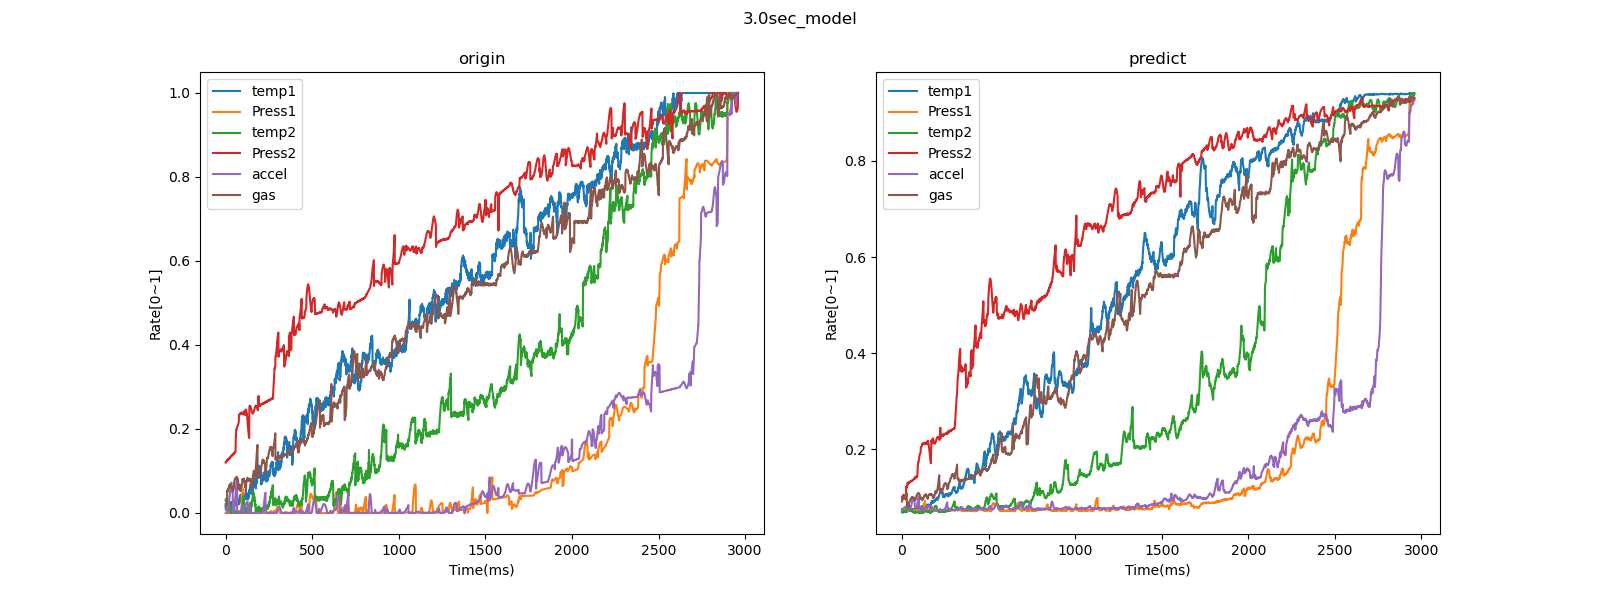 3.0sec_model
origin
temp1
Press1
temp2
Press2
accel
gas
1.0
0.8
0.6
0.4
0.2
0.0
Rate[0~1]
0 500 1000 1500 2000 2500 3000
Time(ms)
predict
temp1
Press1
temp2
Press2
accel
gas
0.8
0.6
0.4
0.2
Rate[0~1]
0 500 1000 1500 2000 2500 3000
Time(ms)